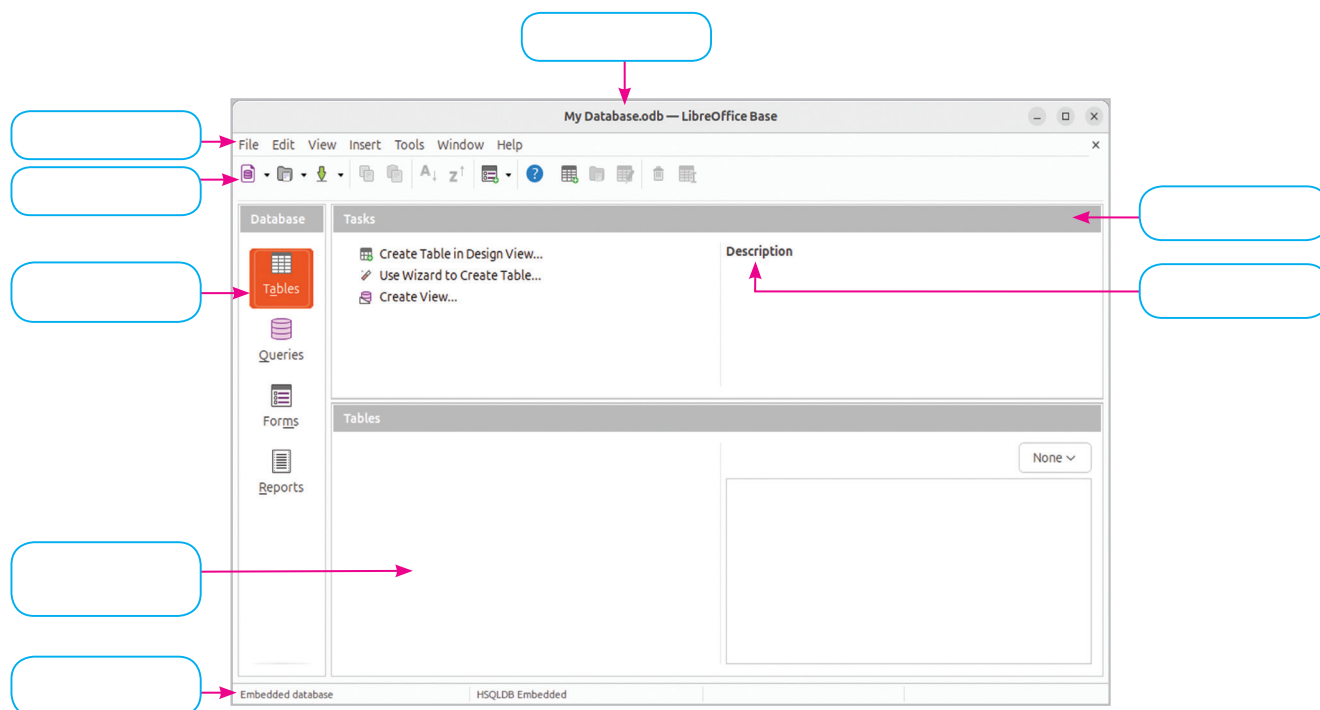 My Database.odb — LibreOffice Base
File Edit View Insert Tools Window Help
Database
Tasks
Create Table in Design View...
Use Wizard to Create Table...
Create View...
Description
Tables
Queries
Forms
Reports
Tables
None
Embedded database
HSQLDB Embedded